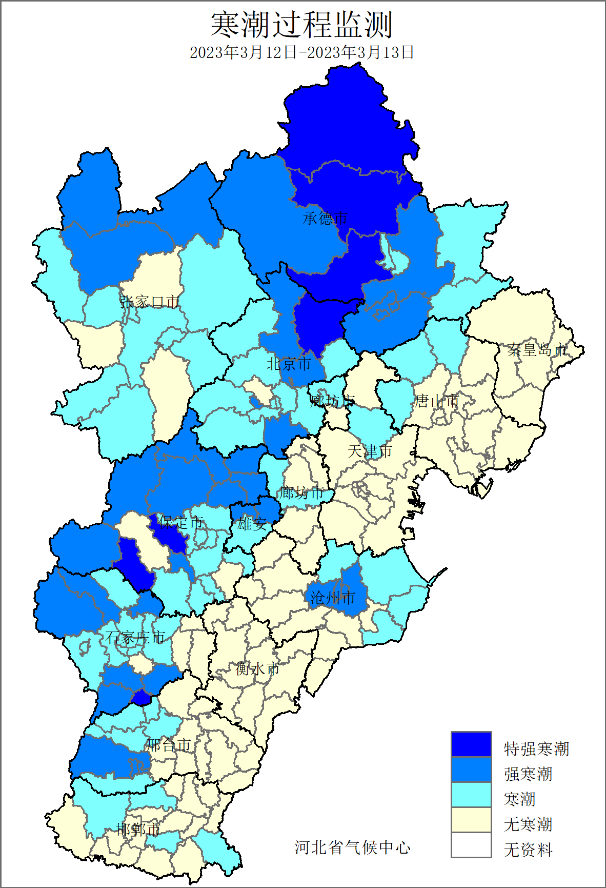 寒潮过程监测
2023年3月12日-2023年3月13日
承德市
张家口市
秦皇岛市
北京市
廊坊市
唐山市
天津市
廊坊市
保定市
雄安
沧州市
石家庄市
衡水市
邢台市
邯郸市
特强寒潮
强寒潮
寒潮
无寒潮
无资料
河北省气候中心